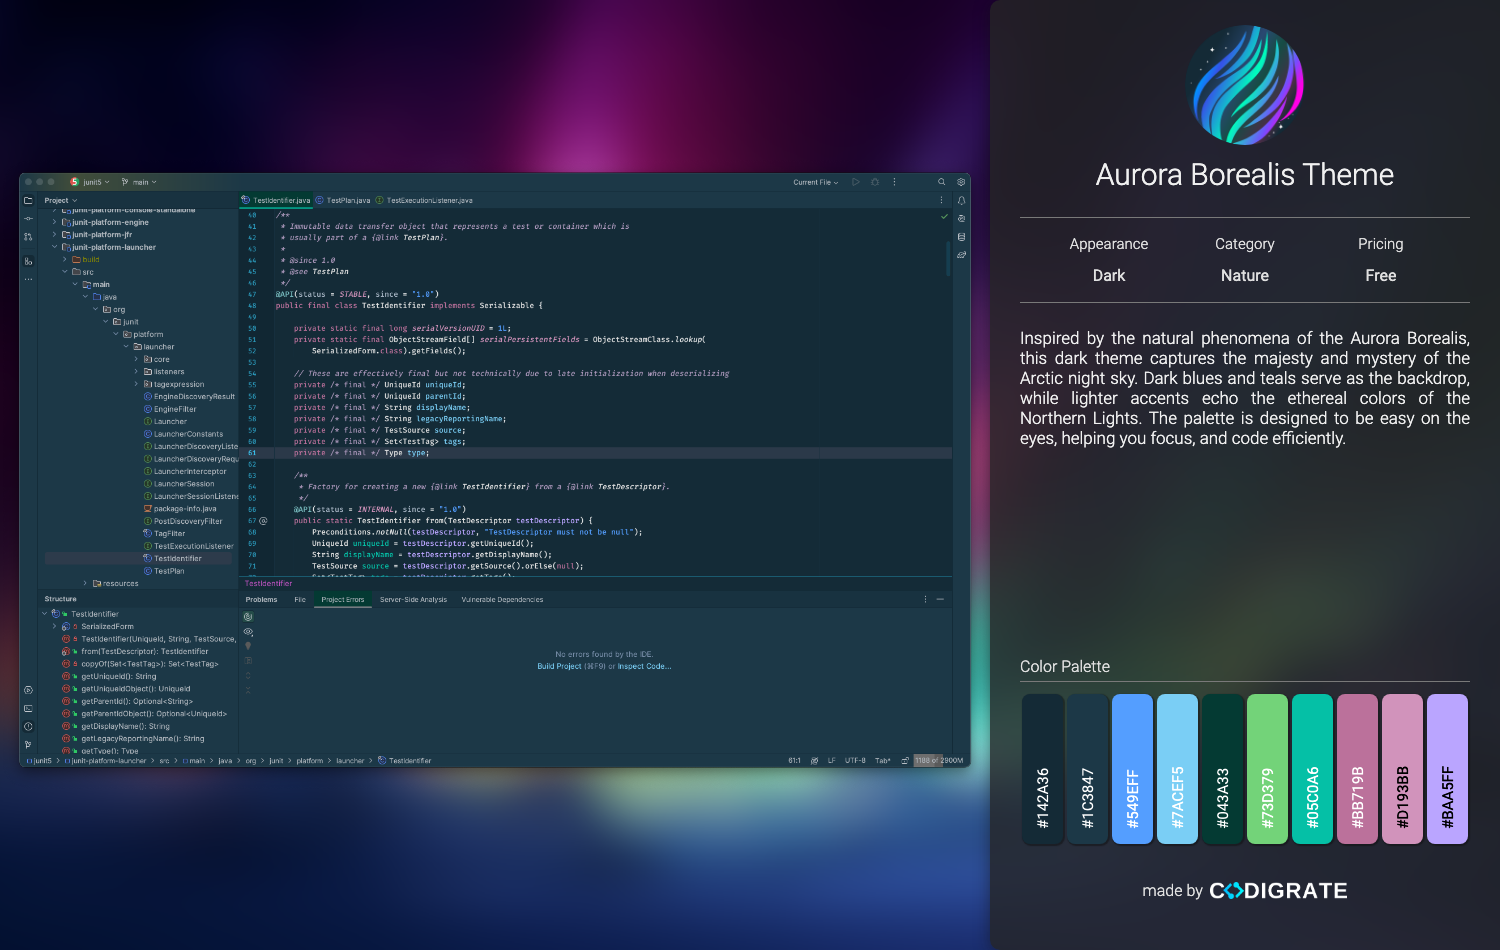 junit5
main
Current File
Project
TestIdentifier.java
TestPlan.java
TestExecutionListener.java
junit-platform-console-standalone
junit-platform-engine
junit-platform-jfr
junit-platform-launcher
build
src
main
java
org
junit
platform
launcher
core
listeners
tagexpression
EngineDiscoveryResult
EngineFilter
Launcher
LauncherConstants
LauncherDiscoveryListe
LauncherDiscoveryRequ
LauncherInterceptor
LauncherSession
LauncherSessionListene
package-info.java
PostDiscoveryFilter
TagFilter
TestExecutionListener
TestIdentifier
TestPlan
resources
40 /**
41 * Immutable data transfer object that represents a test or container which is
42 * usually part of a {@link TestPlan}.
43 *
44 * @since 1.0
45 * @see TestPlan
46 */
47 @API(status = STABLE, since = "1.0")
48 public final class TestIdentifier implements Serializable {
49
50 private static final long serialVersionUID = 1L;
51 private static final ObjectStreamField[] serialPersistentFields = ObjectStreamClass.lookup(
52 SerializedForm.class).getFields();
53
54 // These are effectively final but not technically due to late initialization when deserializing
55 private /* final */ UniqueId uniqueId;
56 private /* final */ UniqueId parentId;
57 private /* final */ String displayName;
58 private /* final */ String legacyReportingName;
59 private /* final */ TestSource source;
60 private /* final */ Set<TestTag> tags;
61 private /* final */ Type type;
62
63 /**
64 * Factory for creating a new {@link TestIdentifier} from a {@link TestDescriptor}.
65 */
66 @API(status = INTERNAL, since = "1.0")
67 public static TestIdentifier from(TestDescriptor testDescriptor) {
68 Preconditions.notNull(testDescriptor, "TestDescriptor must not be null");
69 UniqueId uniqueId = testDescriptor.getUniqueId();
70 String displayName = testDescriptor.getDisplayName();
71 TestSource source = testDescriptor.getSource().orElse(null);
TestIdentifier
Structure
TestIdentifier
SerializedForm
TestIdentifier(UniqueId, String, TestSource,
from(TestDescriptor): TestIdentifier
copyOf(Set<TestTag>): Set<TestTag>
getUniqueId(): String
getUniqueIdObject(): UniqueId
getParentId(): Optional<String>
getParentIdObject(): Optional<UniqueId>
getDisplayName(): String
getLegacyReportingName(): String
getType(): Type
Problems File Project Errors Server-Side Analysis Vulnerable Dependencies
No errors found by the IDE.
Build Project (⌘F9) or Inspect Code...
junit5 > junit-platform-launcher > src > main > java > org > junit > platform > launcher > TestIdentifier
61:1 LF UTF-8 Tab* 1188 of 2900M
Aurora Borealis Theme
Appearance Category Pricing
Dark Nature Free
Inspired by the natural phenomena of the Aurora Borealis,
this dark theme captures the majesty and mystery of the
Arctic night sky. Dark blues and teals serve as the backdrop,
while lighter accents echo the ethereal colors of the
Northern Lights. The palette is designed to be easy on the
eyes, helping you focus, and code efficiently.
Color Palette
#142A36
#1C3847
#549EFF
#7ACEF5
#043A33
#73D379
#05C0A6
#BB719B
#D193BB
#BAA5FF
made by CODIGRATE